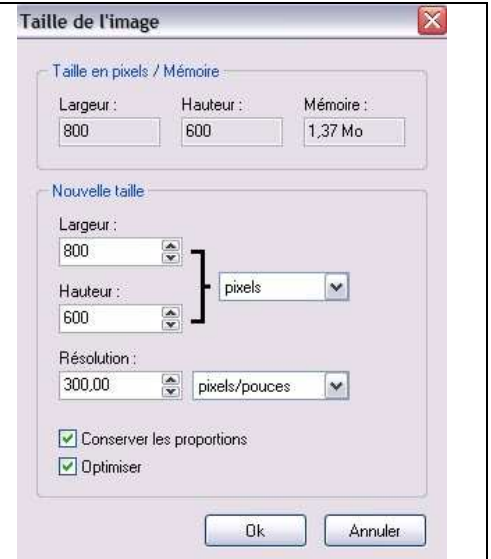 Taille de l'image
Taille en pixels / Mémoire
Largeur : Hauteur : Mémoire :
800 600 1,37 Mo
Nouvelle taille
Largeur :
800
pixels
Hauteur :
600
Résolution :
300,00 pixels/pouces
Conserver les proportions
Optimiser
Ok Annuler